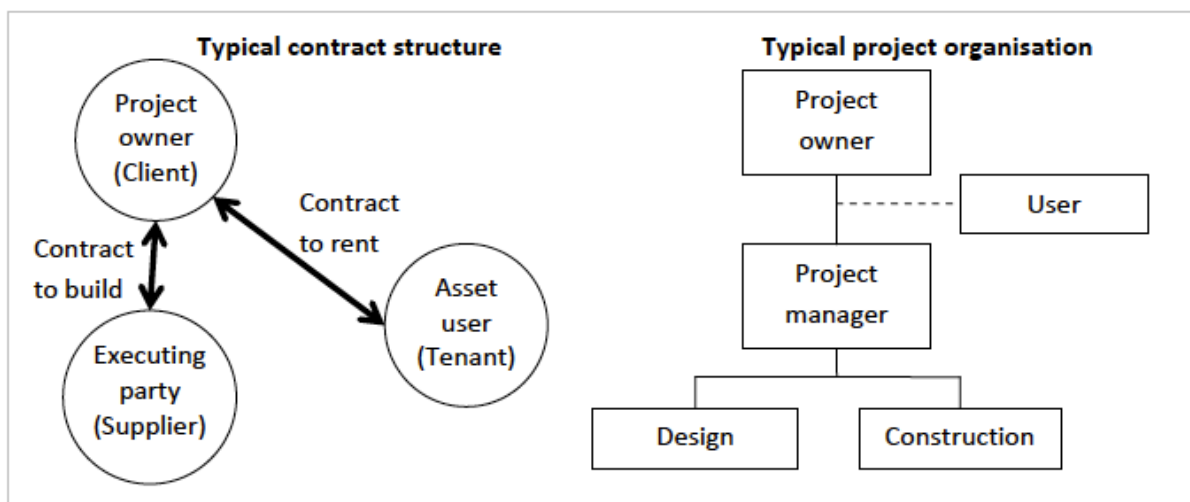 Typical contract structure
Project
owner
(Client)
Contract
to rent
Contract
to build
Asset
user
(Tenant)
Executing
party
(Supplier)
Typical project organisation
Project
owner
User
Project
manager
Design
Construction